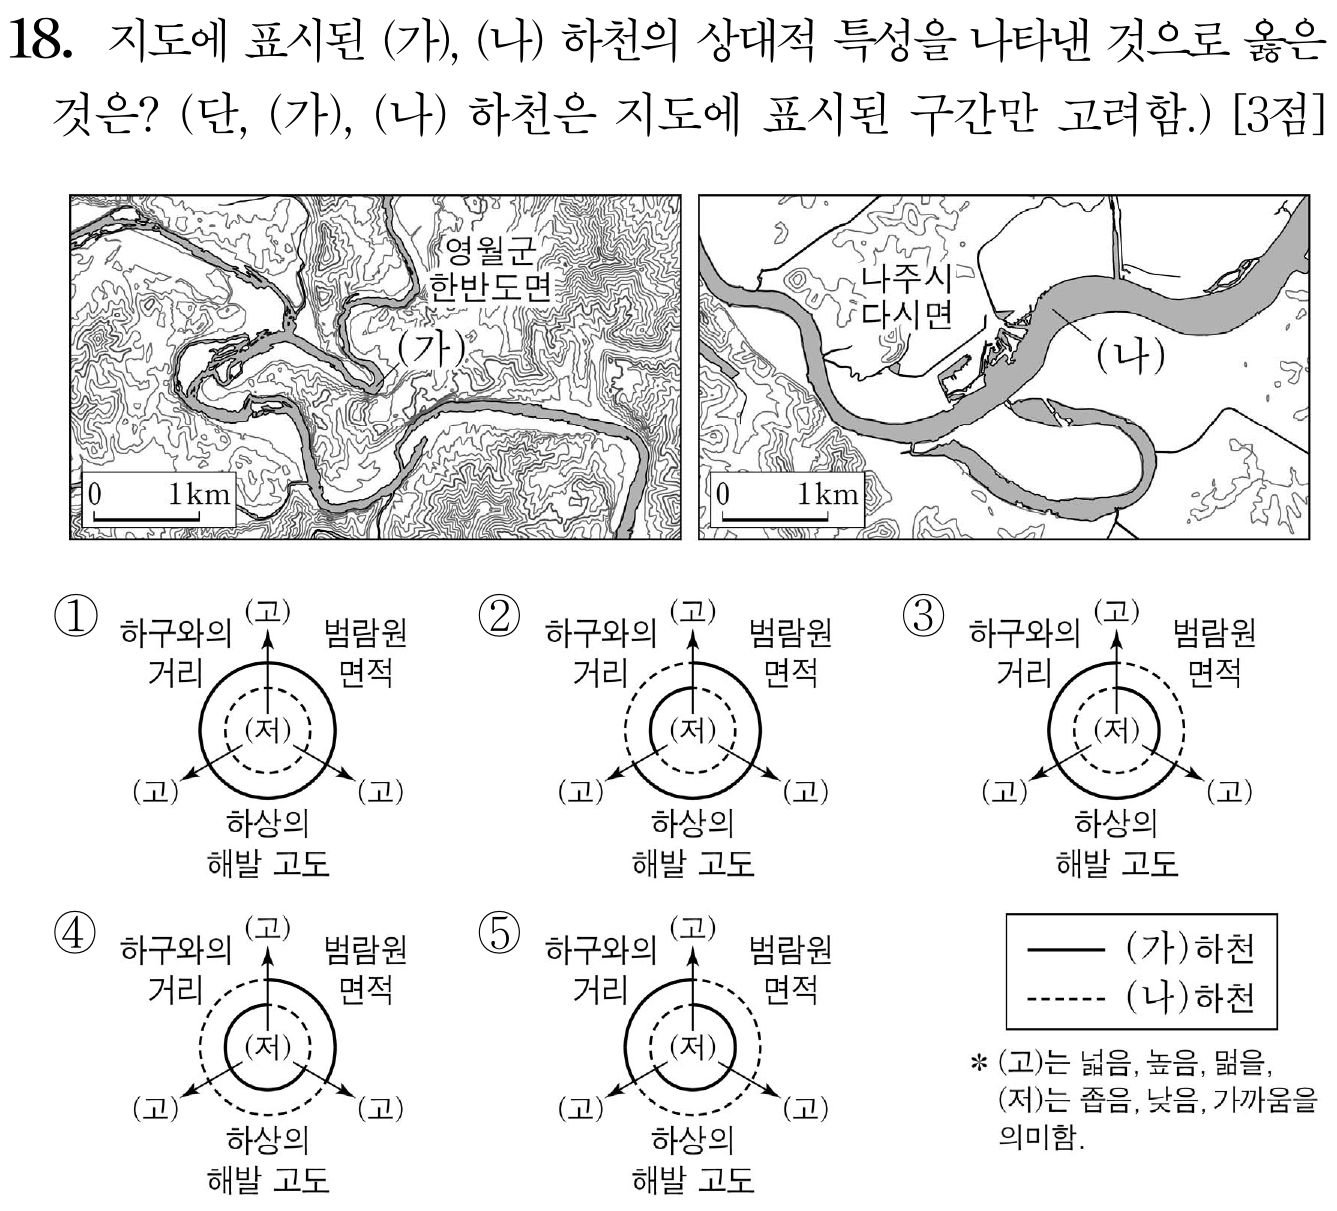 18. 지도에 표시된 (가), (나) 하천의 상대적 특성을 나타낸 것으로 옳은
것은? (단, (가), (나) 하천은 지도에 표시된 구간만 고려함.) [3점]
영월군
한반도면
(가)
0 1km
나주시
다시면
(나)
0 1km
①
(고)
하구와의
거리
범람원
면적
(저)
(고)
(고)
하상의
해발 고도
②
(고)
하구와의
거리
범람원
면적
(저)
(고)
(고)
하상의
해발 고도
③
(고)
하구와의
거리
범람원
면적
(저)
(고)
(고)
하상의
해발 고도
④
(고)
하구와의
거리
범람원
면적
(저)
(고)
(고)
하상의
해발 고도
⑤
(고)
하구와의
거리
범람원
면적
(저)
(고)
(고)
하상의
해발 고도
(가)하천
(나)하천
* (고)는 넓음, 높음, 멂을,
(저)는 좁음, 낮음, 가까움을
의미함.